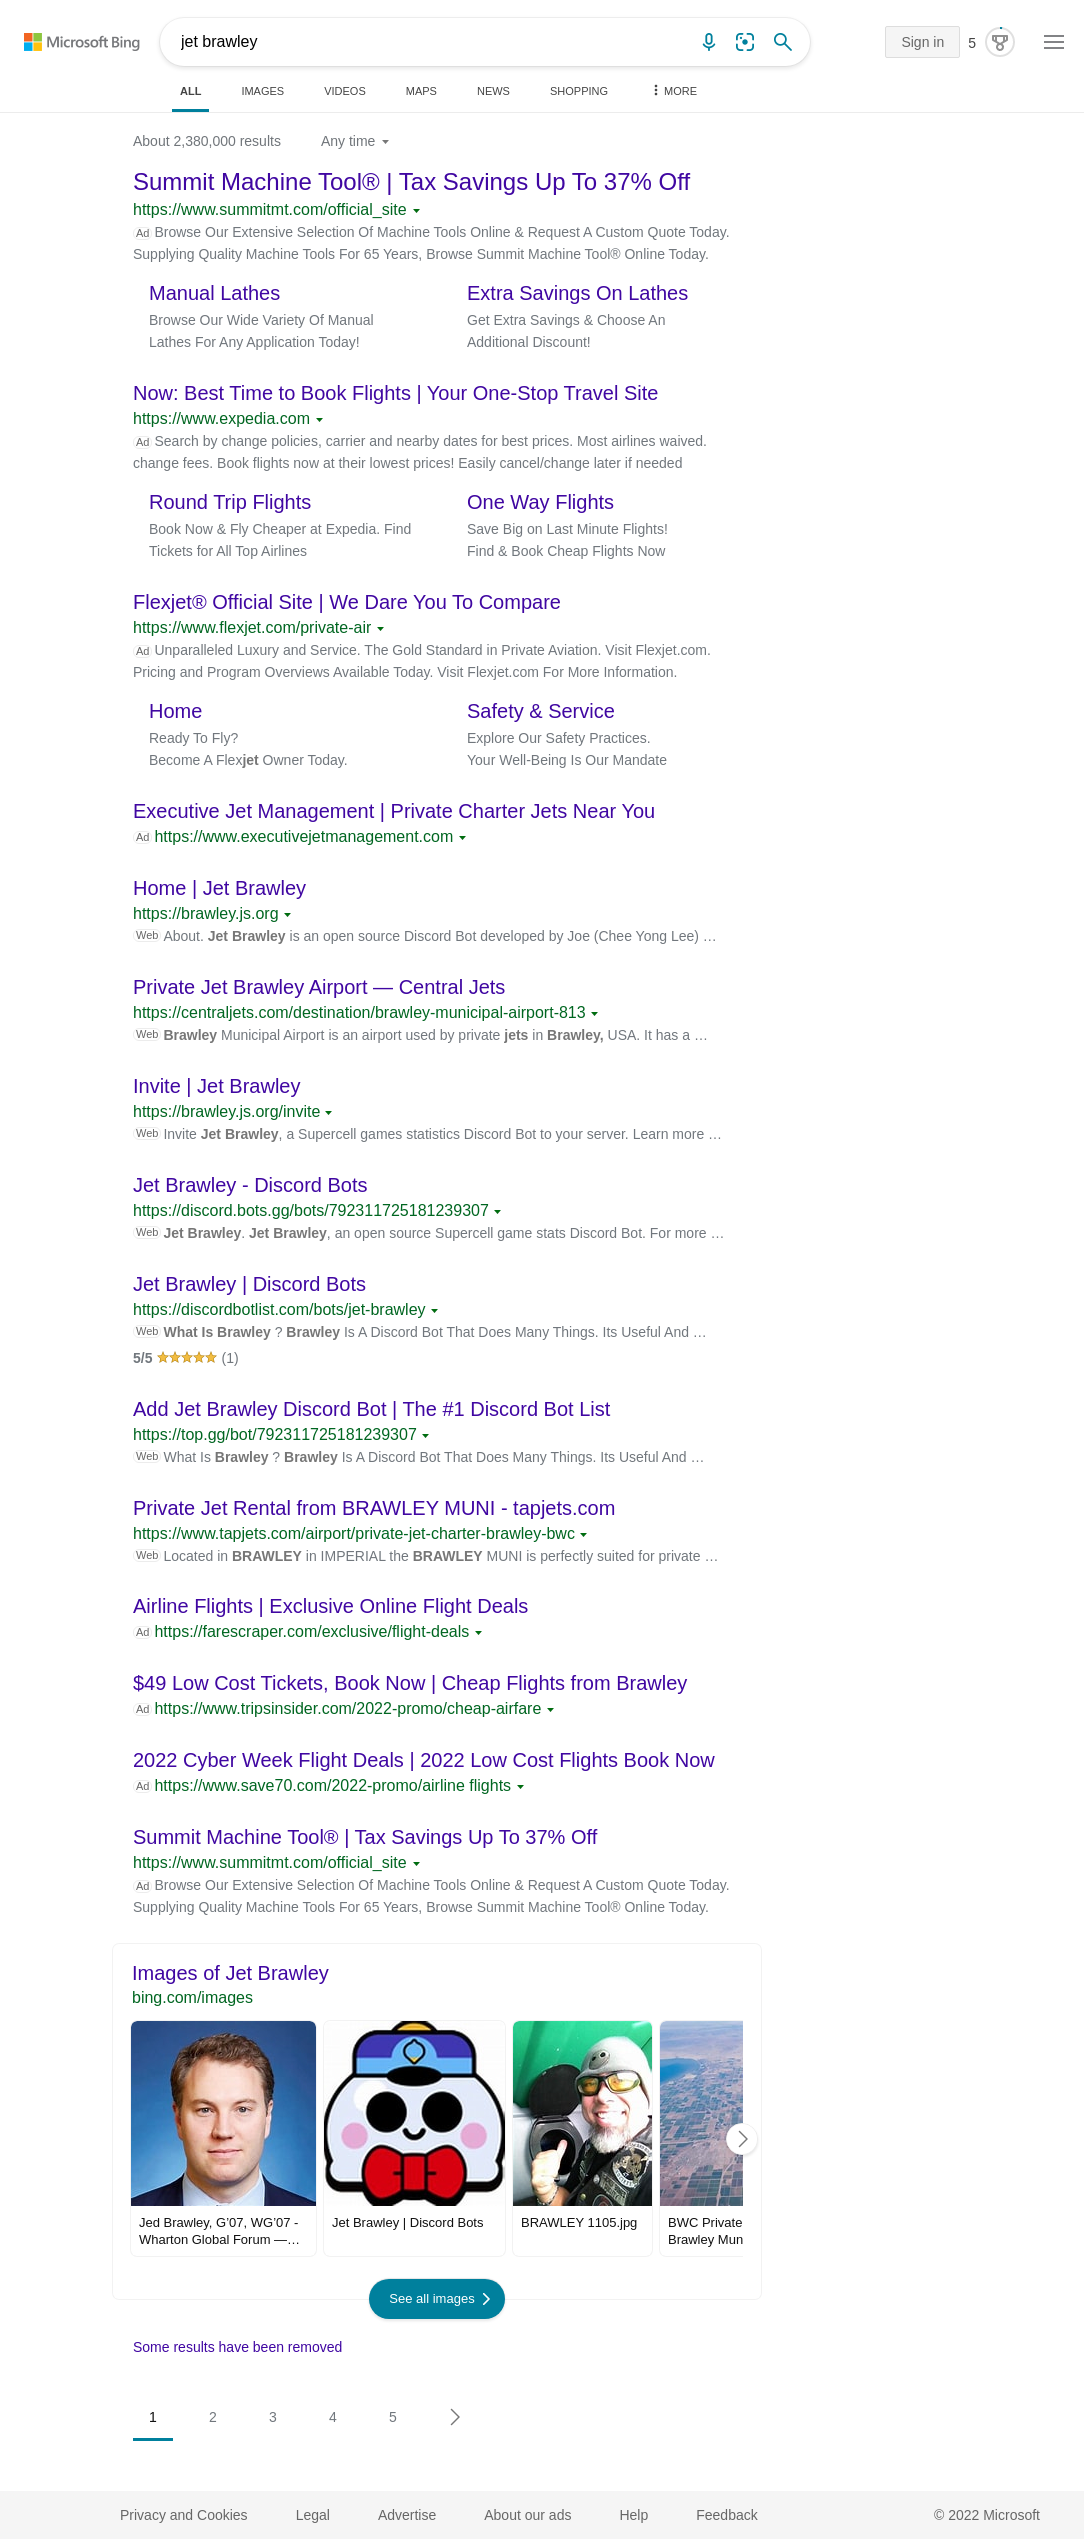 Microsoft Bing
jet brawley
Sign in
5
ALL
IMAGES
VIDEOS
MAPS
NEWS
SHOPPING
MORE
About 2,380,000 results
Any time
Summit Machine Tool® | Tax Savings Up To 37% Off
https://www.summitmt.com/official_site
Ad Browse Our Extensive Selection Of Machine Tools Online & Request A Custom Quote Today.
Supplying Quality Machine Tools For 65 Years, Browse Summit Machine Tool® Online Today.
Manual Lathes
Browse Our Wide Variety Of Manual
Lathes For Any Application Today!
Extra Savings On Lathes
Get Extra Savings & Choose An
Additional Discount!
Now: Best Time to Book Flights | Your One-Stop Travel Site
https://www.expedia.com
Ad Search by change policies, carrier and nearby dates for best prices. Most airlines waived.
change fees. Book flights now at their lowest prices! Easily cancel/change later if needed
Round Trip Flights
Book Now & Fly Cheaper at Expedia. Find
Tickets for All Top Airlines
One Way Flights
Save Big on Last Minute Flights!
Find & Book Cheap Flights Now
Flexjet® Official Site | We Dare You To Compare
https://www.flexjet.com/private-air
Ad Unparalleled Luxury and Service. The Gold Standard in Private Aviation. Visit Flexjet.com.
Pricing and Program Overviews Available Today. Visit Flexjet.com For More Information.
Home
Ready To Fly?
Become A Flexjet Owner Today.
Safety & Service
Explore Our Safety Practices.
Your Well-Being Is Our Mandate
Executive Jet Management | Private Charter Jets Near You
Ad https://www.executivejetmanagement.com
Home | Jet Brawley
https://brawley.js.org
Web About. Jet Brawley is an open source Discord Bot developed by Joe (Chee Yong Lee) …
Private Jet Brawley Airport — Central Jets
https://centraljets.com/destination/brawley-municipal-airport-813
Web Brawley Municipal Airport is an airport used by private jets in Brawley, USA. It has a …
Invite | Jet Brawley
https://brawley.js.org/invite
Web Invite Jet Brawley, a Supercell games statistics Discord Bot to your server. Learn more …
Jet Brawley - Discord Bots
https://discord.bots.gg/bots/792311725181239307
Web Jet Brawley. Jet Brawley, an open source Supercell game stats Discord Bot. For more …
Jet Brawley | Discord Bots
https://discordbotlist.com/bots/jet-brawley
Web What Is Brawley ? Brawley Is A Discord Bot That Does Many Things. Its Useful And …
5/5 (1)
Add Jet Brawley Discord Bot | The #1 Discord Bot List
https://top.gg/bot/792311725181239307
Web What Is Brawley ? Brawley Is A Discord Bot That Does Many Things. Its Useful And …
Private Jet Rental from BRAWLEY MUNI - tapjets.com
https://www.tapjets.com/airport/private-jet-charter-brawley-bwc
Web Located in BRAWLEY in IMPERIAL the BRAWLEY MUNI is perfectly suited for private …
Airline Flights | Exclusive Online Flight Deals
Ad https://farescraper.com/exclusive/flight-deals
$49 Low Cost Tickets, Book Now | Cheap Flights from Brawley
Ad https://www.tripsinsider.com/2022-promo/cheap-airfare
2022 Cyber Week Flight Deals | 2022 Low Cost Flights Book Now
Ad https://www.save70.com/2022-promo/airline flights
Summit Machine Tool® | Tax Savings Up To 37% Off
https://www.summitmt.com/official_site
Ad Browse Our Extensive Selection Of Machine Tools Online & Request A Custom Quote Today.
Supplying Quality Machine Tools For 65 Years, Browse Summit Machine Tool® Online Today.
Images of Jet Brawley
bing.com/images
Jed Brawley, G'07, WG'07 -
Wharton Global Forum —…
Jet Brawley | Discord Bots
BRAWLEY 1105.jpg
BWC Private
Brawley Mun
See all images
Some results have been removed
1
2
3
4
5
Privacy and Cookies
Legal
Advertise
About our ads
Help
Feedback
© 2022 Microsoft